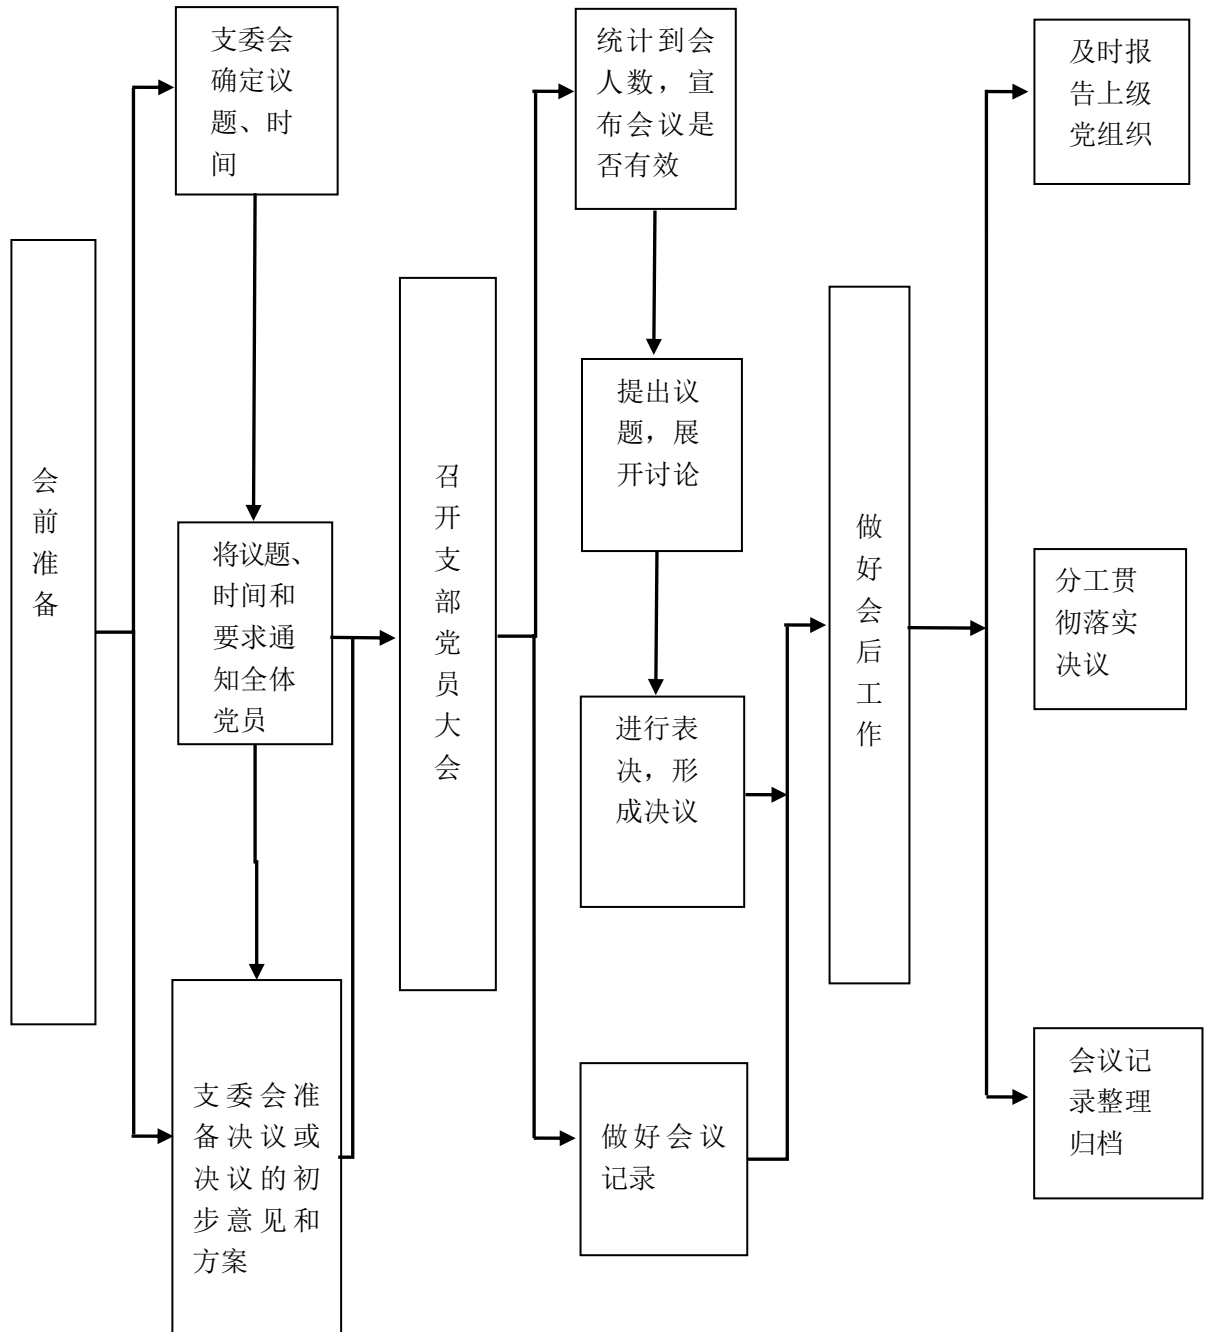 会
前
准
备
支委会
确定议
题、时
间
将议题、
时间和
要求通
知全体
党员
支委会准
备决议或
决议的初
步意见和
方案
召
开
支
部
党
员
大
会
统计到会
人数，宣
布会议是
否有效
提出议
题，展
开讨论
进行表
决，形
成决议
做好会议
记录
做
好
会
后
工
作
及时报
告上级
党组织
分工贯
彻落实
决议
会议记
录整理
归档